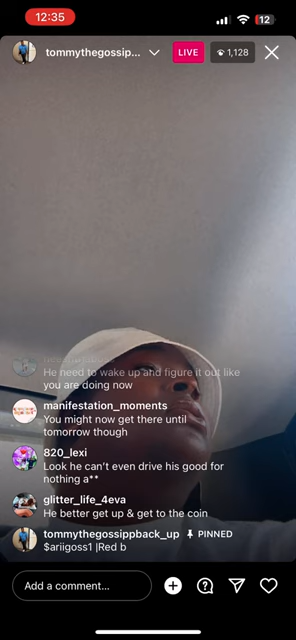 12:35
12
tommythegossip...
LIVE
1,128
He need to wake up and figure it out like
you are doing now
manifestation_moments
You might now get there until
tomorrow though
820_lexi
Look he can't even drive his good for
nothing a**
glitter_life_4eva
He better get up & get to the coin
tommythegossippback_up PINNED
$ariigoss1 |Red b
Add a comment...